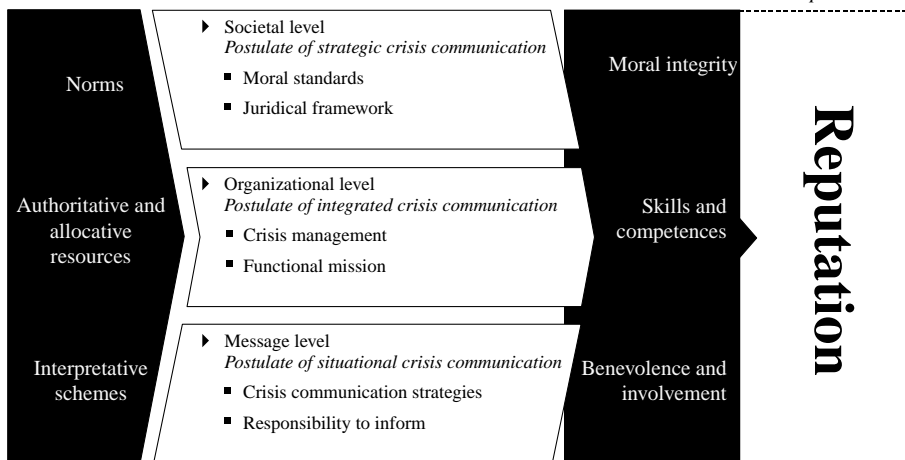 Norms
Authoritative and
allocative
resources
Interpretative
schemes
Societal level
Postulate of strategic crisis communication
Moral standards
Juridical framework
Organizational level
Postulate of integrated crisis communication
Crisis management
Functional mission
Message level
Postulate of situational crisis communication
Crisis communication strategies
Responsibility to inform
Moral integrity
Skills and
competences
Benevolence and
involvement
Reputation